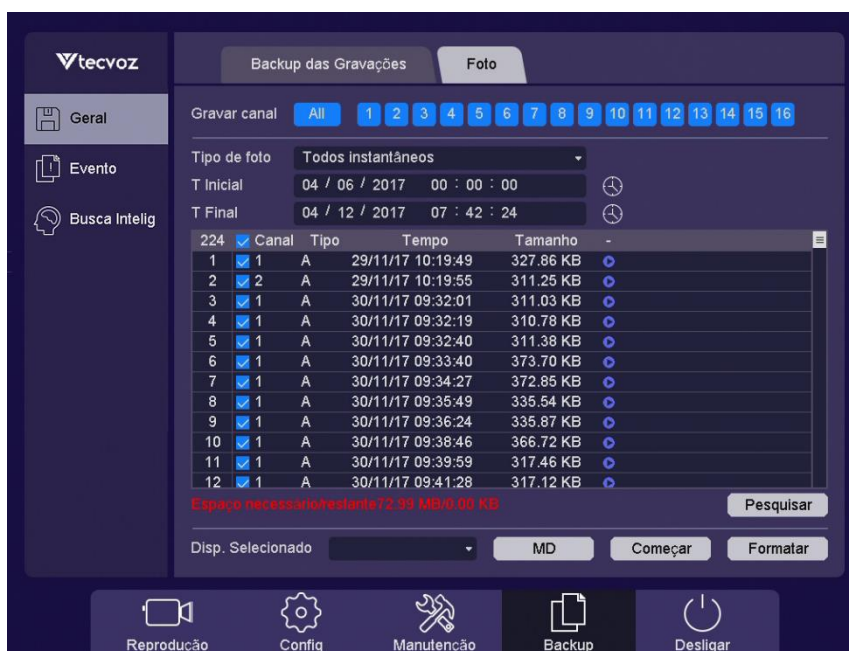 tecvoz
Backup das Gravações Foto
Geral
Evento
Busca Intelig
Gravar canal All 1 2 3 4 5 6 7 8 9 10 11 12 13 14 15 16
Tipo de foto Todos instantâneos
T Inicial 04 / 06 / 2017 00 : 00 : 00
T Final 04 / 12 / 2017 07 : 42 : 24
224 Canal Tipo Tempo Tamanho -
1 1 A 29/11/17 10:19:49 327.86 KB
2 2 A 29/11/17 10:19:55 311.25 KB
3 1 A 30/11/17 09:32:01 311.03 KB
4 1 A 30/11/17 09:32:19 310.78 KB
5 1 A 30/11/17 09:32:40 311.38 KB
6 1 A 30/11/17 09:33:40 373.70 KB
7 1 A 30/11/17 09:34:27 372.85 KB
8 1 A 30/11/17 09:35:49 335.54 KB
9 1 A 30/11/17 09:36:24 335.87 KB
10 1 A 30/11/17 09:38:46 366.72 KB
11 1 A 30/11/17 09:39:59 317.46 KB
12 1 A 30/11/17 09:41:28 317.12 KB
Espaço necessário/restante72.99 MB/0.00 KB
Pesquisar
Disp. Selecionado MD Começar Formatar
Reprodução Config Manutenção Backup Desligar